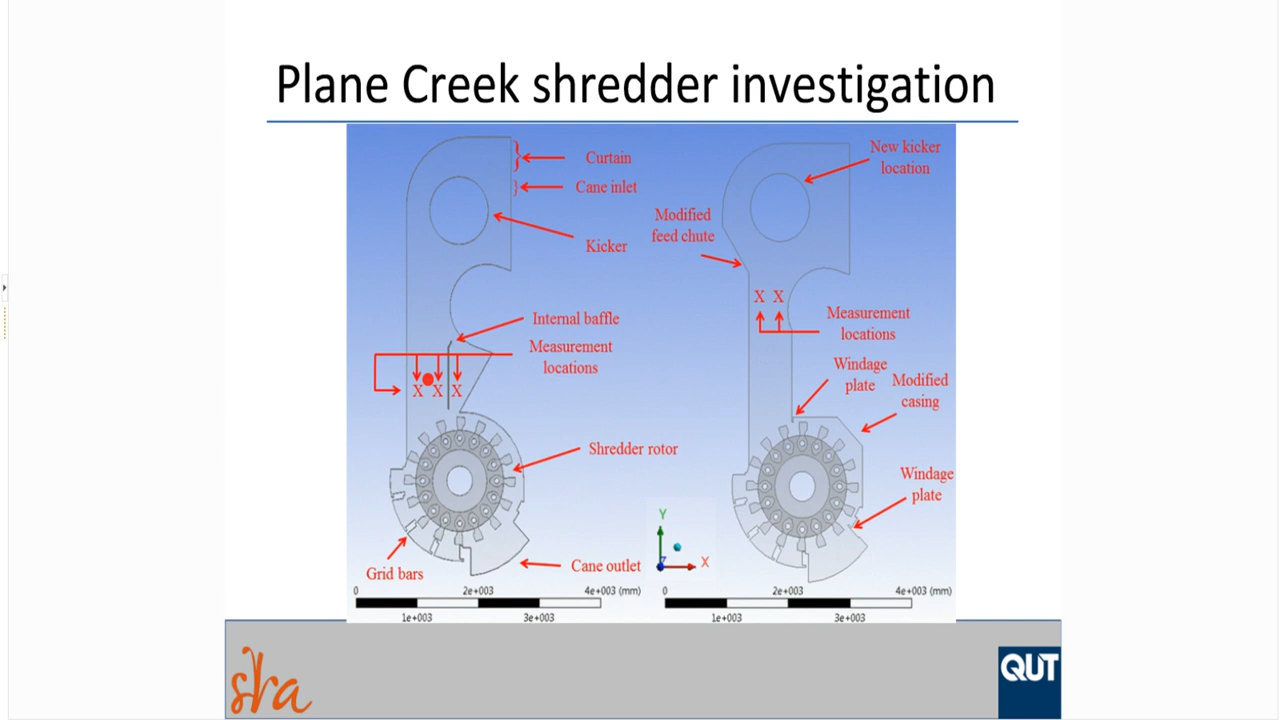 Plane Creek shredder investigation
Curtain
Cane inlet
Kicker
Internal baffle
Measurement
locations
X X X
Shredder rotor
Grid bars
Cane outlet
0 2e+003 4e+003 (mm)
1e+003 3e+003
Y
Z X
New kicker
location
Modified
feed chute
X X
Measurement
locations
Windage
plate
Modified
casing
Windage
plate
0 2e+003 4e+003 (mm)
1e+003 3e+003
sra
QUT